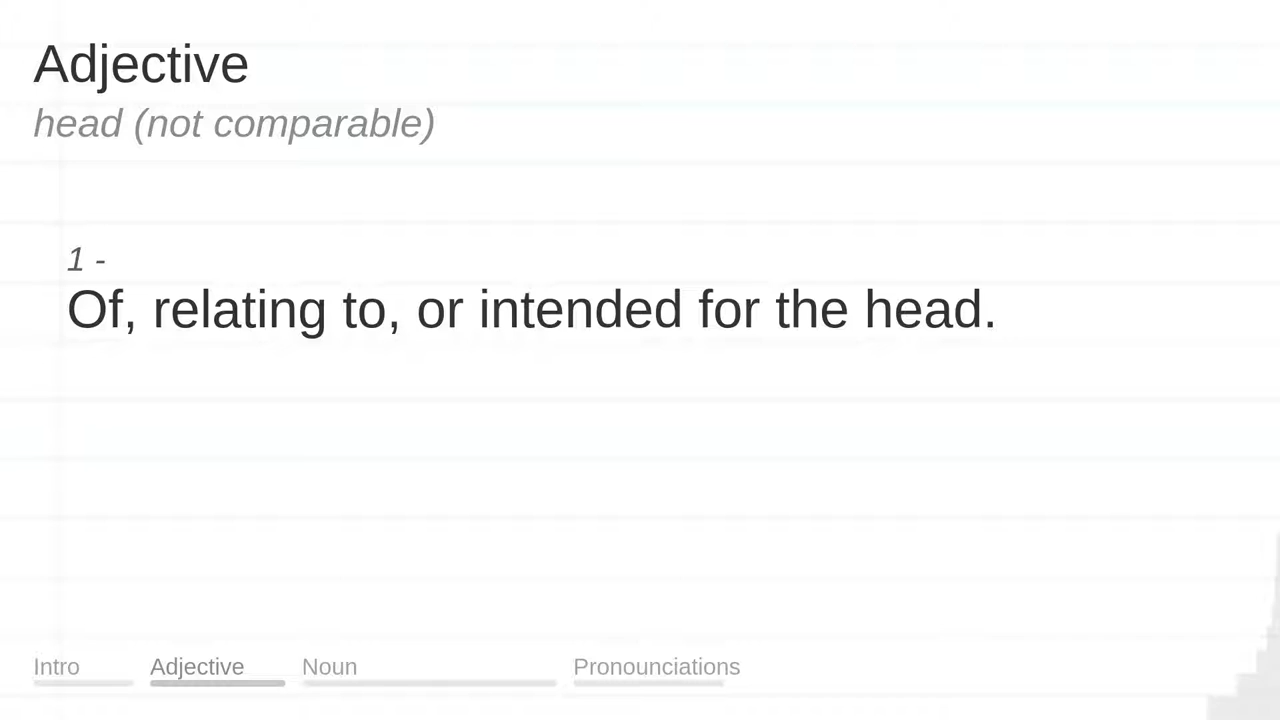 Adjective
head (not comparable)
1 -
Of, relating to, or intended for the head.
Intro Adjective Noun Pronounciations